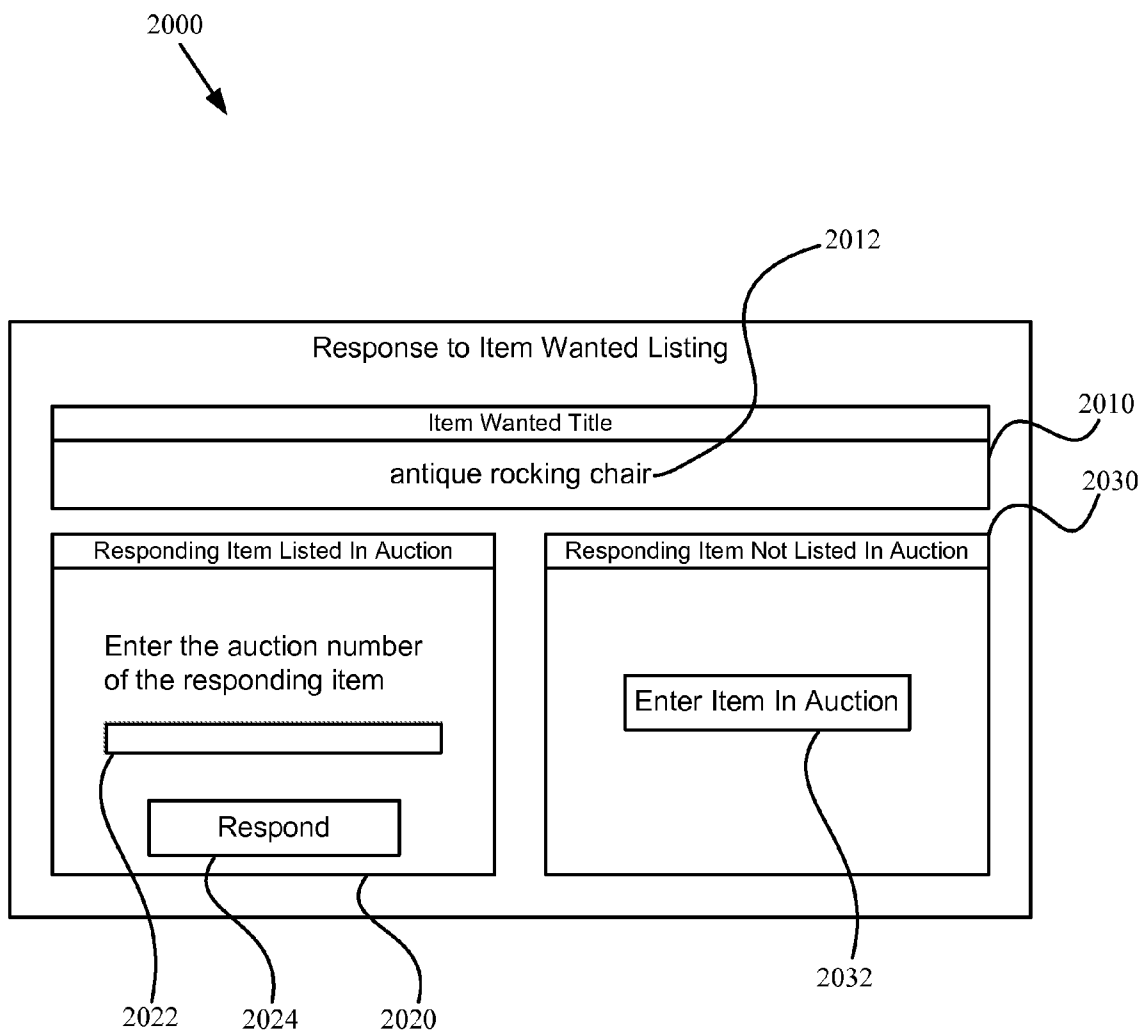 2000
2012
Response to Item Wanted Listing
Item Wanted Title
2010
antique rocking chair
2030
Responding Item Listed In Auction
Responding Item Not Listed In Auction
Enter the auction number
of the responding item
Enter Item In Auction
Respond
2032
2022
2024
2020